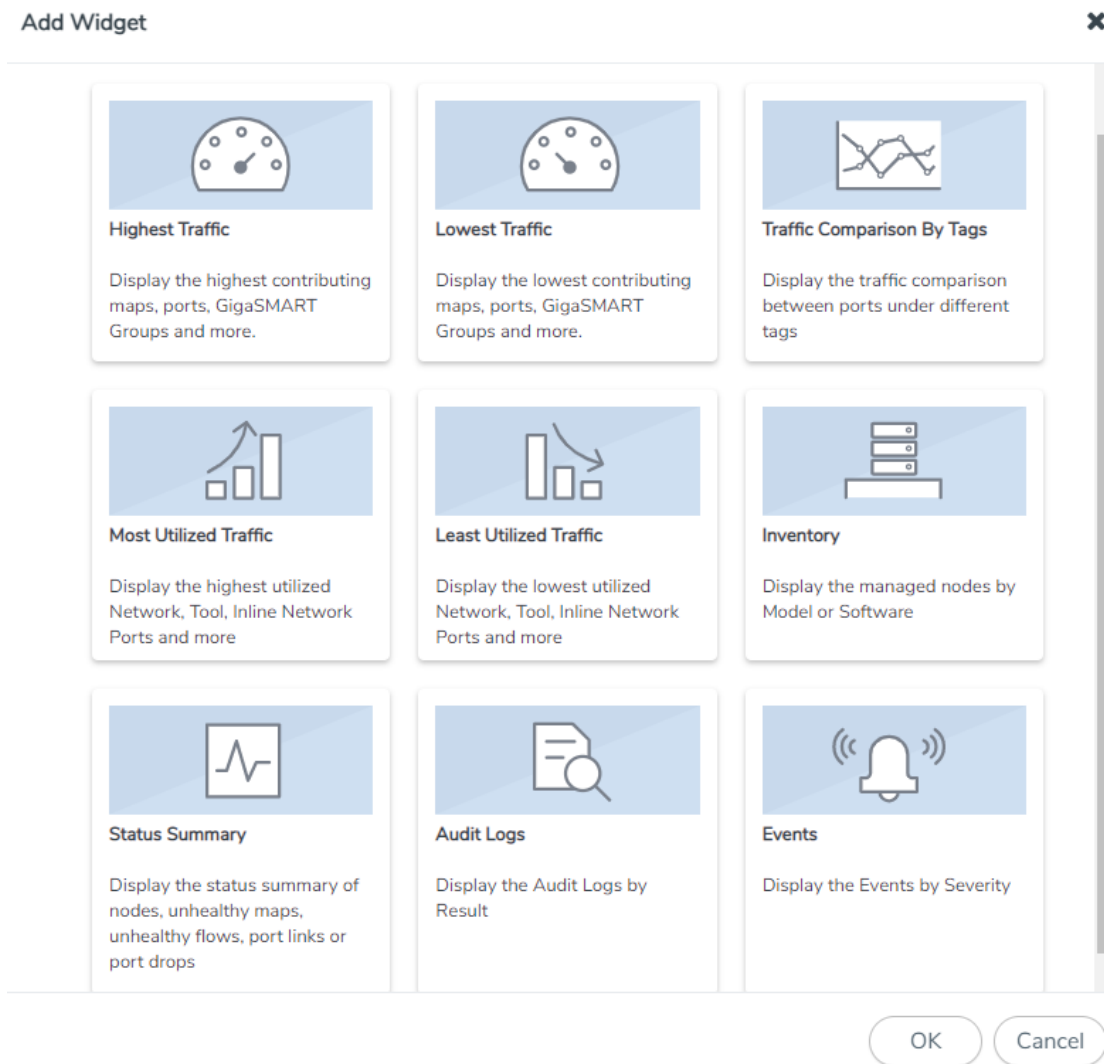 Add Widget
Highest Traffic
Display the highest contributing
maps, ports, GigaSMART
Groups and more.
Lowest Traffic
Display the lowest contributing
maps, ports, GigaSMART
Groups and more.
Traffic Comparison By Tags
Display the traffic comparison
between ports under different
tags
Most Utilized Traffic
Display the highest utilized
Network, Tool, Inline Network
Ports and more
Least Utilized Traffic
Display the lowest utilized
Network, Tool, Inline Network
Ports and more
Inventory
Display the managed nodes by
Model or Software
Status Summary
Display the status summary of
nodes, unhealthy maps,
unhealthy flows, port links or
port drops
Audit Logs
Display the Audit Logs by
Result
Events
Display the Events by Severity
OK
Cancel